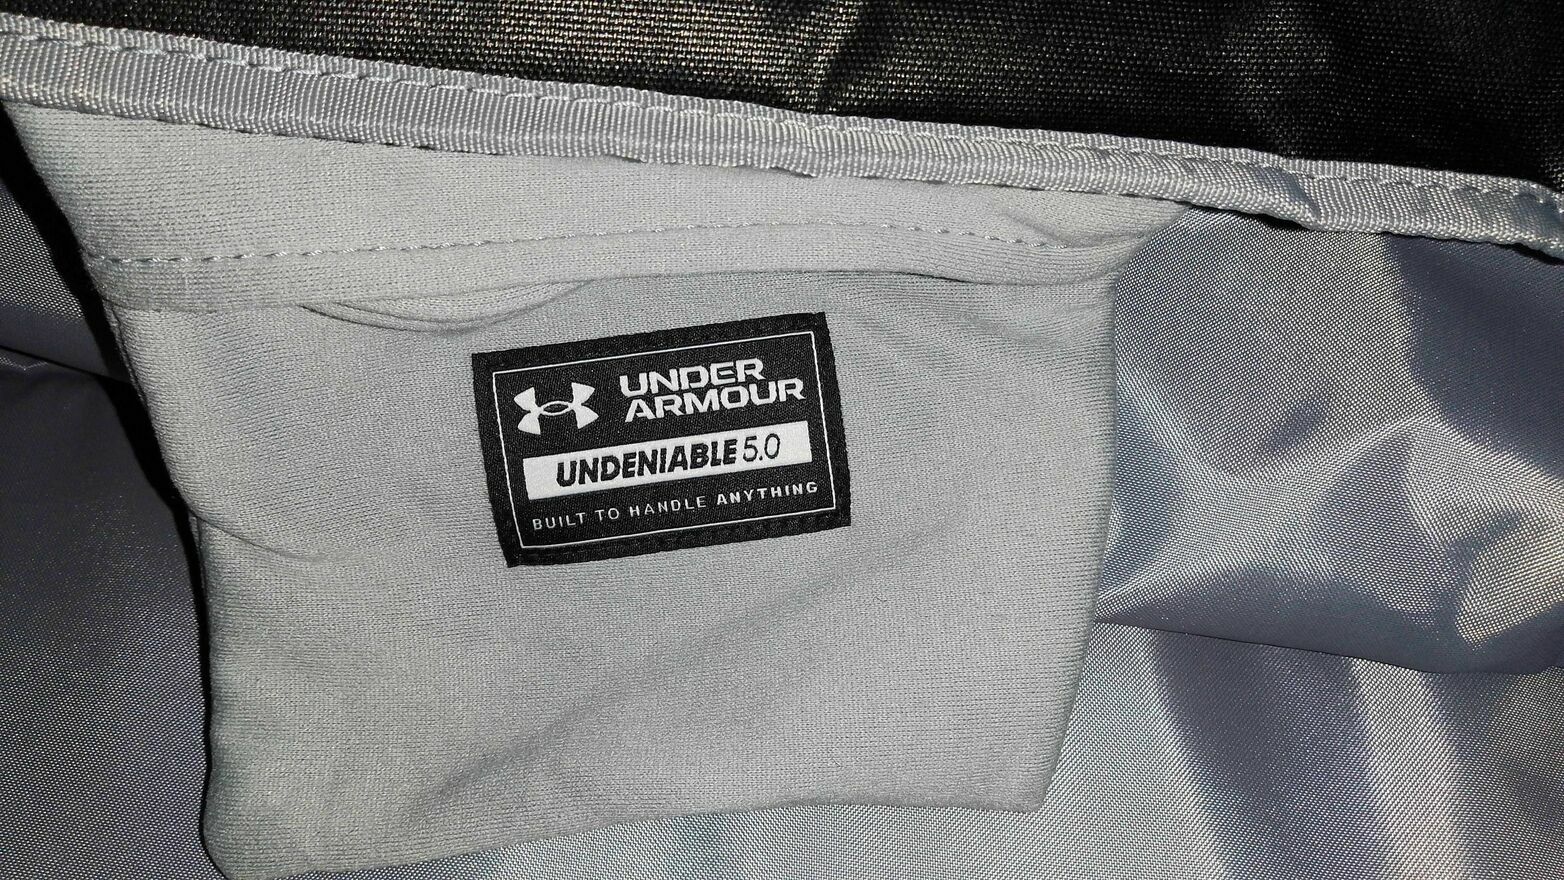 UNDER
ARMOUR
UNDENIABLE 5.0
BUILT TO HANDLE ANYTHING